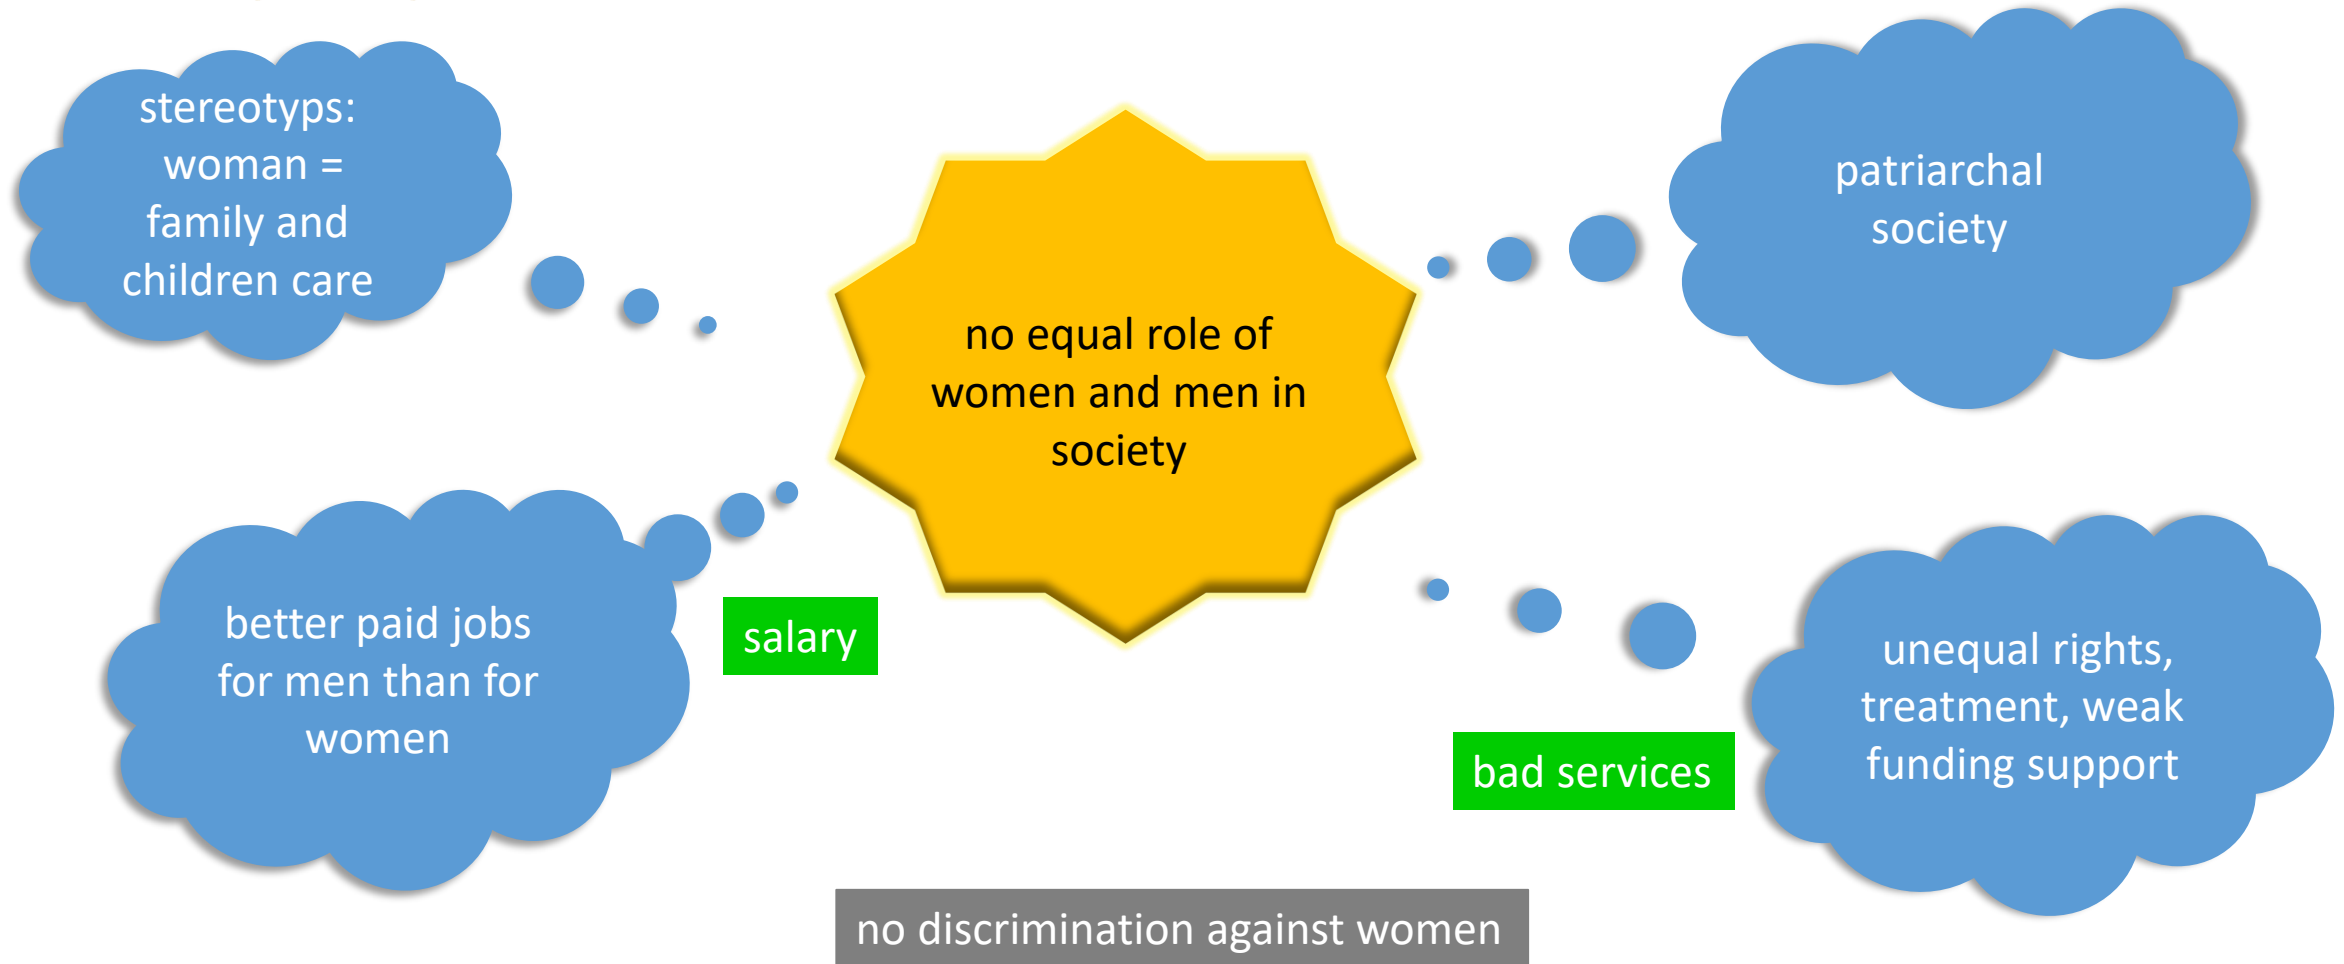 stereotyps:
woman =
family and
children care
patriarchal
society
no equal role of
women and men in
society
better paid jobs
for men than for
women
salary
unequal rights,
treatment, weak
funding support
bad services
no discrimination against women